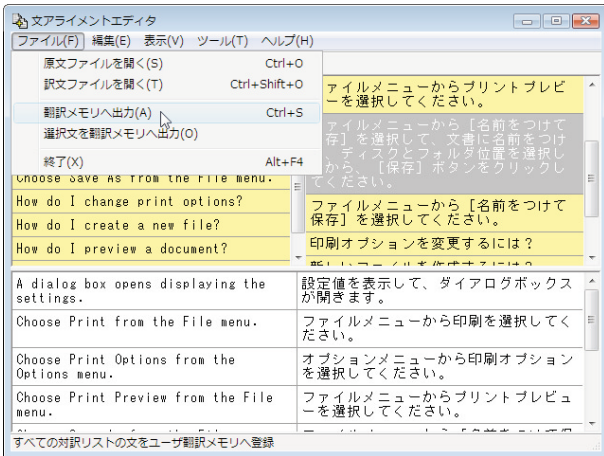 文アライメントエディタ
ファイル(F) 編集(E) 表示(V) ツール(T) ヘルプ(H)
原文ファイルを開く(S) Ctrl+O
訳文ファイルを開く(T) Ctrl+Shift+O
翻訳メモリへ出力(A) Ctrl+S
選択文を翻訳メモリへ出力(O)
終了(X) Alt+F4
ァイルメニューからプリントプレビ
ーを選択してください。
ァイルメニューから［名前をつけて
存］を選択して、文書に名前をつけ
、ディスクとフォルダ位置を選択し
から、［保存］ボタンをクリックし
てください。
Choose Save As from the File menu.
How do I change print options?
How do I create a new file?
How do I preview a document?
ファイルメニューから［名前をつけて
保存］を選択してください。
印刷オプションを変更するには？
新しいファイルを作成するには？
A dialog box opens displaying the
settings.
設定値を表示して、ダイアログボックス
が開きます。
Choose Print from the File menu.
ファイルメニューから印刷を選択してく
ださい。
Choose Print Options from the
Options menu.
オプションメニューから印刷オプション
を選択してください。
Choose Print Preview from the File
menu.
ファイルメニューからプリントプレビュ
ーを選択してください。
すべての対訳リストの文をユーザ翻訳メモリへ登録